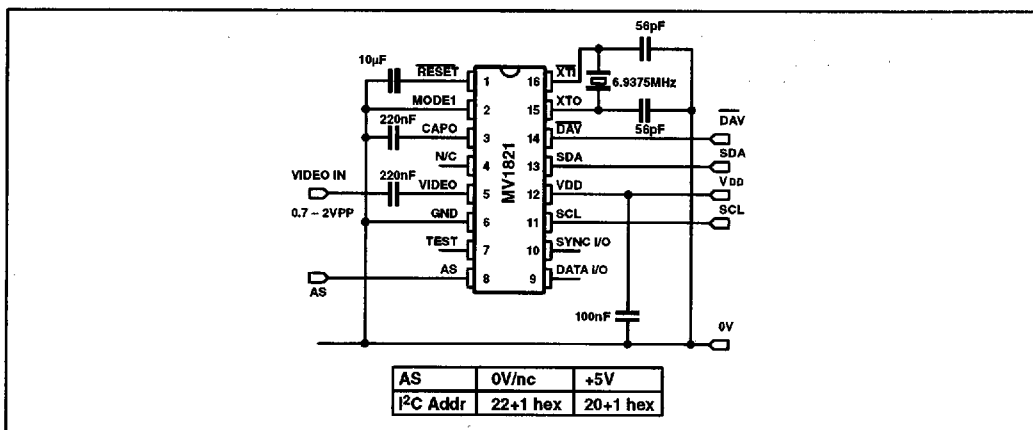 56pF
10µF
RESET
1
16
XTI
6.9375MHz
MODE1
2
15
XTO
220nF
CAPO
3
14
DAV
56pF
DAV
N/C
4
13
SDA
SDA
VIDEO IN
220nF
VIDEO
5
12
VDD
VDD
0.7 – 2VPP
GND
6
11
SCL
SCL
TEST
7
10
SYNC I/O
AS
8
9
DATA I/O
AS
MV1821
100nF
0V
AS 0V/nc +5V
I²C Addr 22+1 hex 20+1 hex